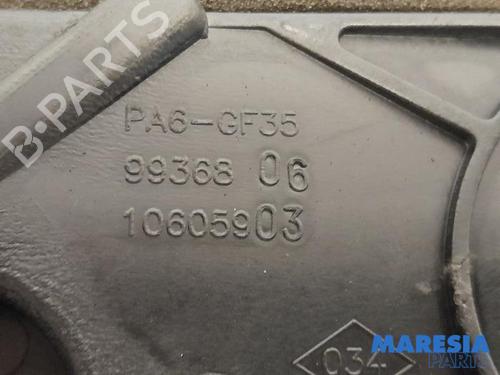 PA6-GF35
99368 06
10605903
034
B-PARTS
MARESIA
PARTS